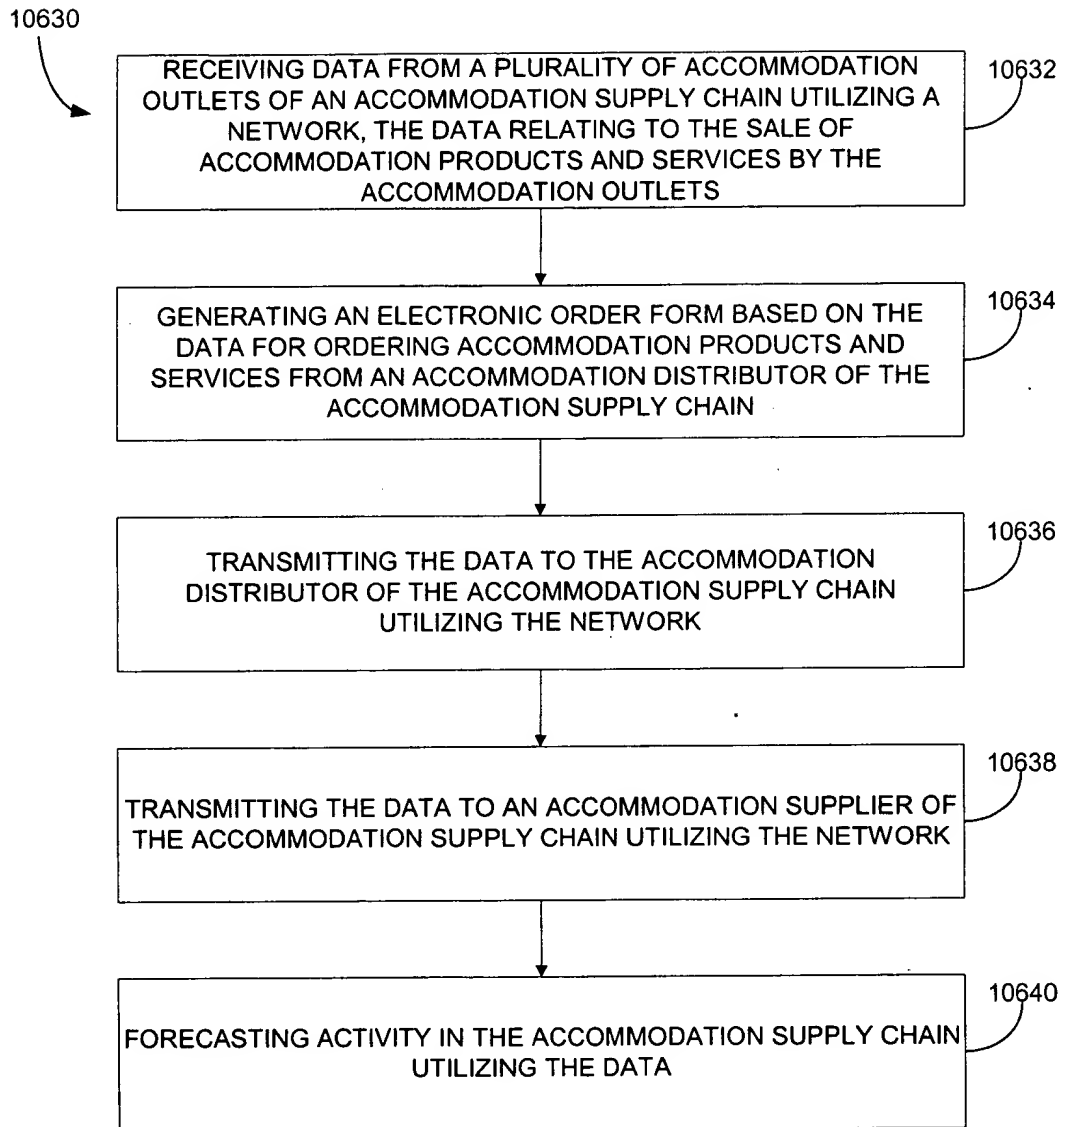 10630
RECEIVING DATA FROM A PLURALITY OF ACCOMMODATION
OUTLETS OF AN ACCOMMODATION SUPPLY CHAIN UTILIZING A
NETWORK, THE DATA RELATING TO THE SALE OF
ACCOMMODATION PRODUCTS AND SERVICES BY THE
ACCOMMODATION OUTLETS
10632
GENERATING AN ELECTRONIC ORDER FORM BASED ON THE
DATA FOR ORDERING ACCOMMODATION PRODUCTS AND
SERVICES FROM AN ACCOMMODATION DISTRIBUTOR OF THE
ACCOMMODATION SUPPLY CHAIN
10634
TRANSMITTING THE DATA TO THE ACCOMMODATION
DISTRIBUTOR OF THE ACCOMMODATION SUPPLY CHAIN
UTILIZING THE NETWORK
10636
TRANSMITTING THE DATA TO AN ACCOMMODATION SUPPLIER OF
THE ACCOMMODATION SUPPLY CHAIN UTILIZING THE NETWORK
10638
FORECASTING ACTIVITY IN THE ACCOMMODATION SUPPLY CHAIN
UTILIZING THE DATA
10640